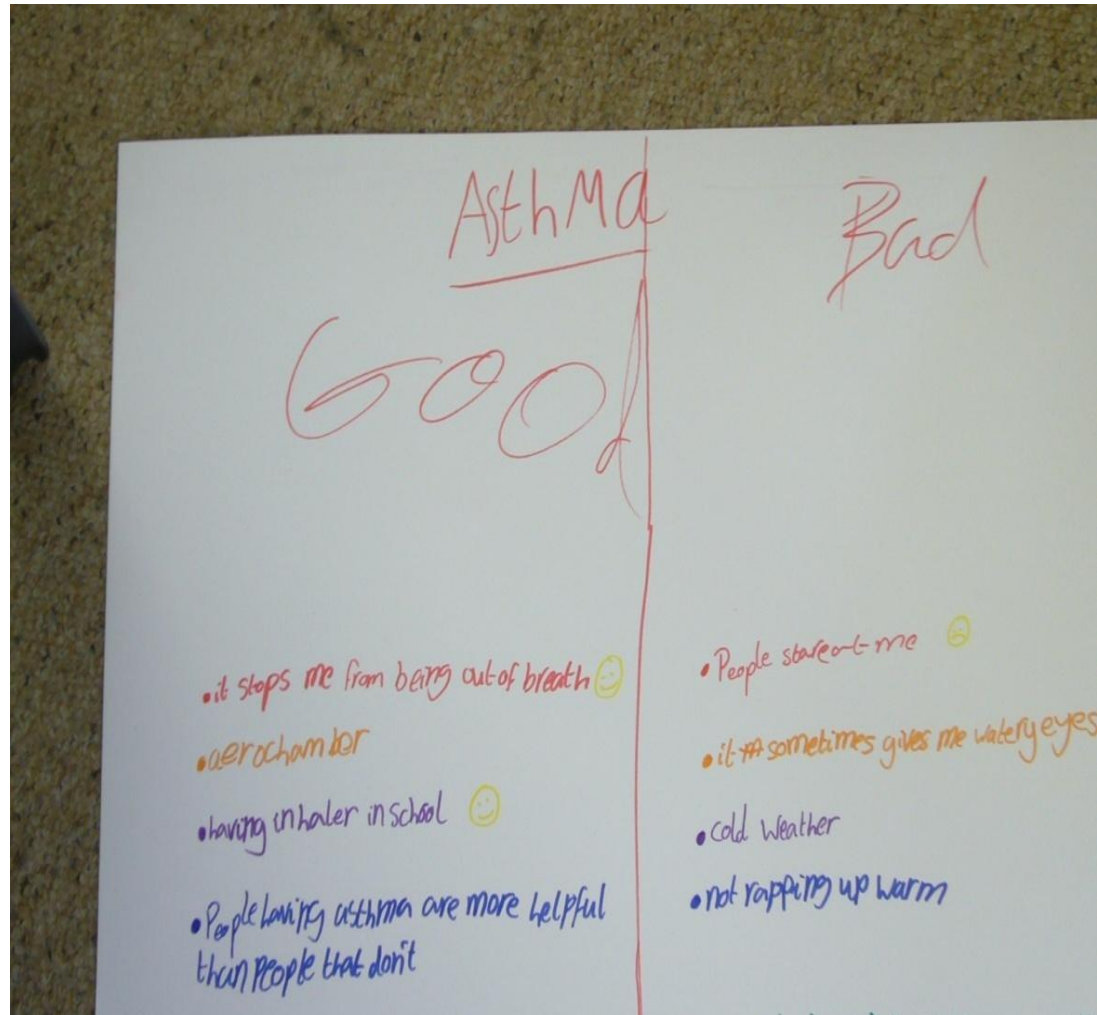 Asthma
Good
•it stops me from being out of breath
•aerochamber
•having inhaler in school
•People having asthma are more helpful
than people that don't
Bad
•People stare at me
•it sometimes gives me watery eyes
•cold weather
•not rapping up warm